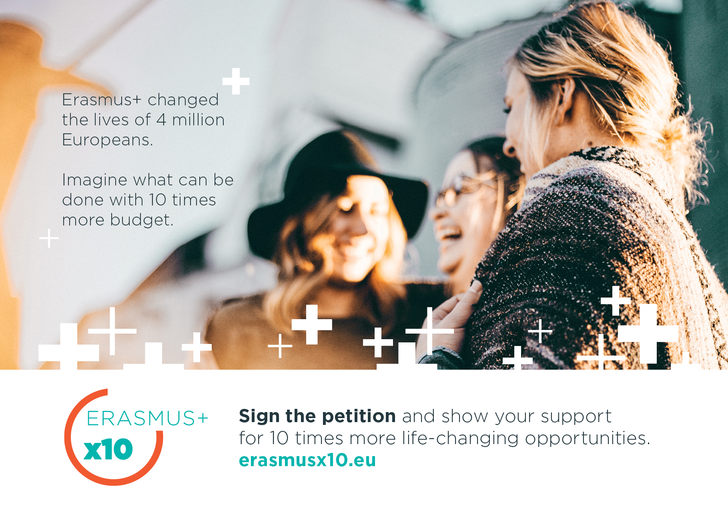 Erasmus+ changed
the lives of 4 million
Europeans.
Imagine what can be
done with 10 times
more budget.
ERASMUS+
x10
Sign the petition and show your support
for 10 times more life-changing opportunities.
erasmusx10.eu